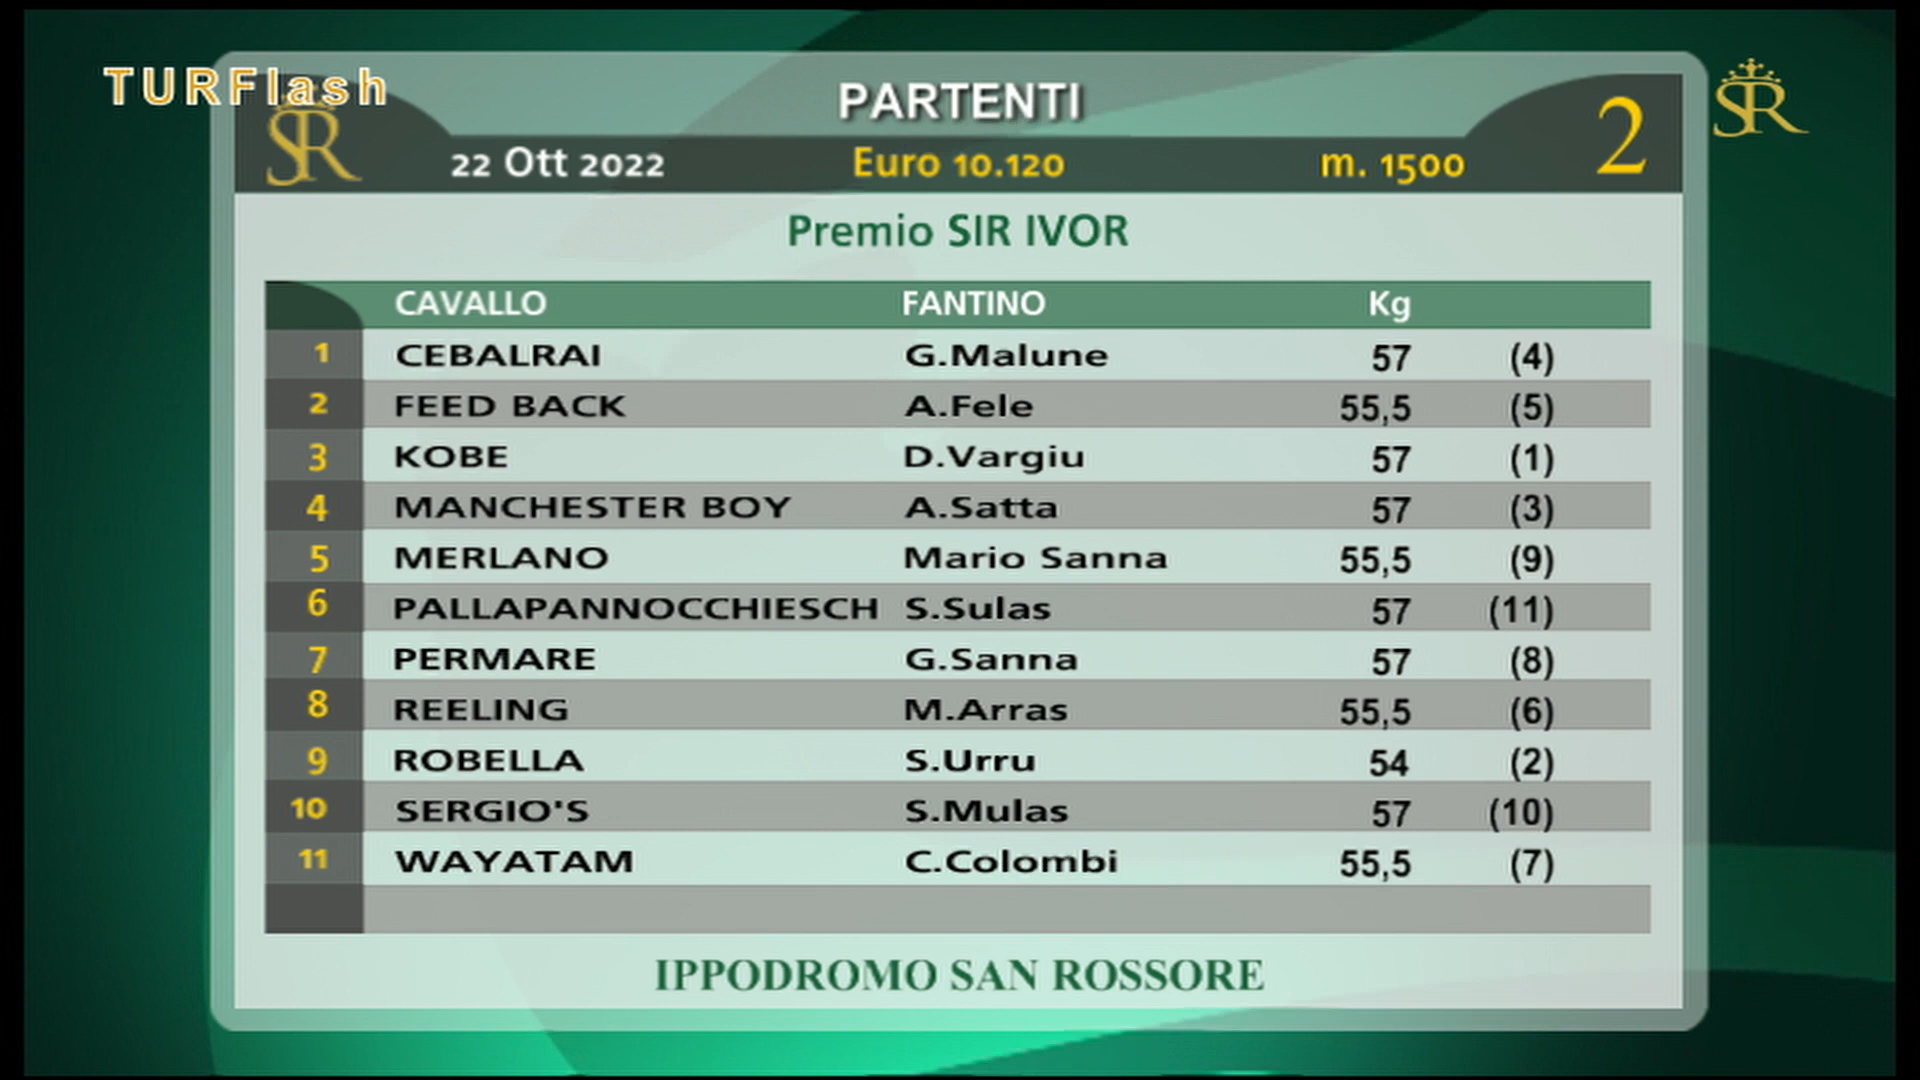 TURFlash
PARTENTI
SR
22 Ott 2022 Euro 10.120 m. 1500 2
SR
Premio SIR IVOR
CAVALLO FANTINO Kg
1 CEBALRAI G.Malune 57 (4)
2 FEED BACK A.Fele 55,5 (5)
3 KOBE D.Vargiu 57 (1)
4 MANCHESTER BOY A.Satta 57 (3)
5 MERLANO Mario Sanna 55,5 (9)
6 PALLAPANNOCCHIESCH S.Sulas 57 (11)
7 PERMARE G.Sanna 57 (8)
8 REELING M.Arras 55,5 (6)
9 ROBELLA S.Urru 54 (2)
10 SERGIO'S S.Mulas 57 (10)
11 WAYATAM C.Colombi 55,5 (7)
IPPODROMO SAN ROSSORE